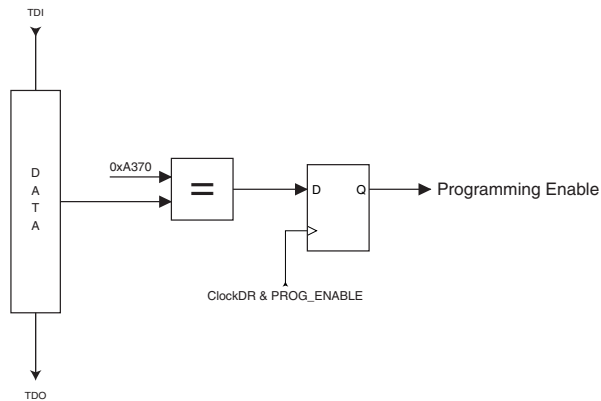 TDI
D
A
T
A
0xA370
=
D Q
Programming Enable
ClockDR & PROG_ENABLE
TDO